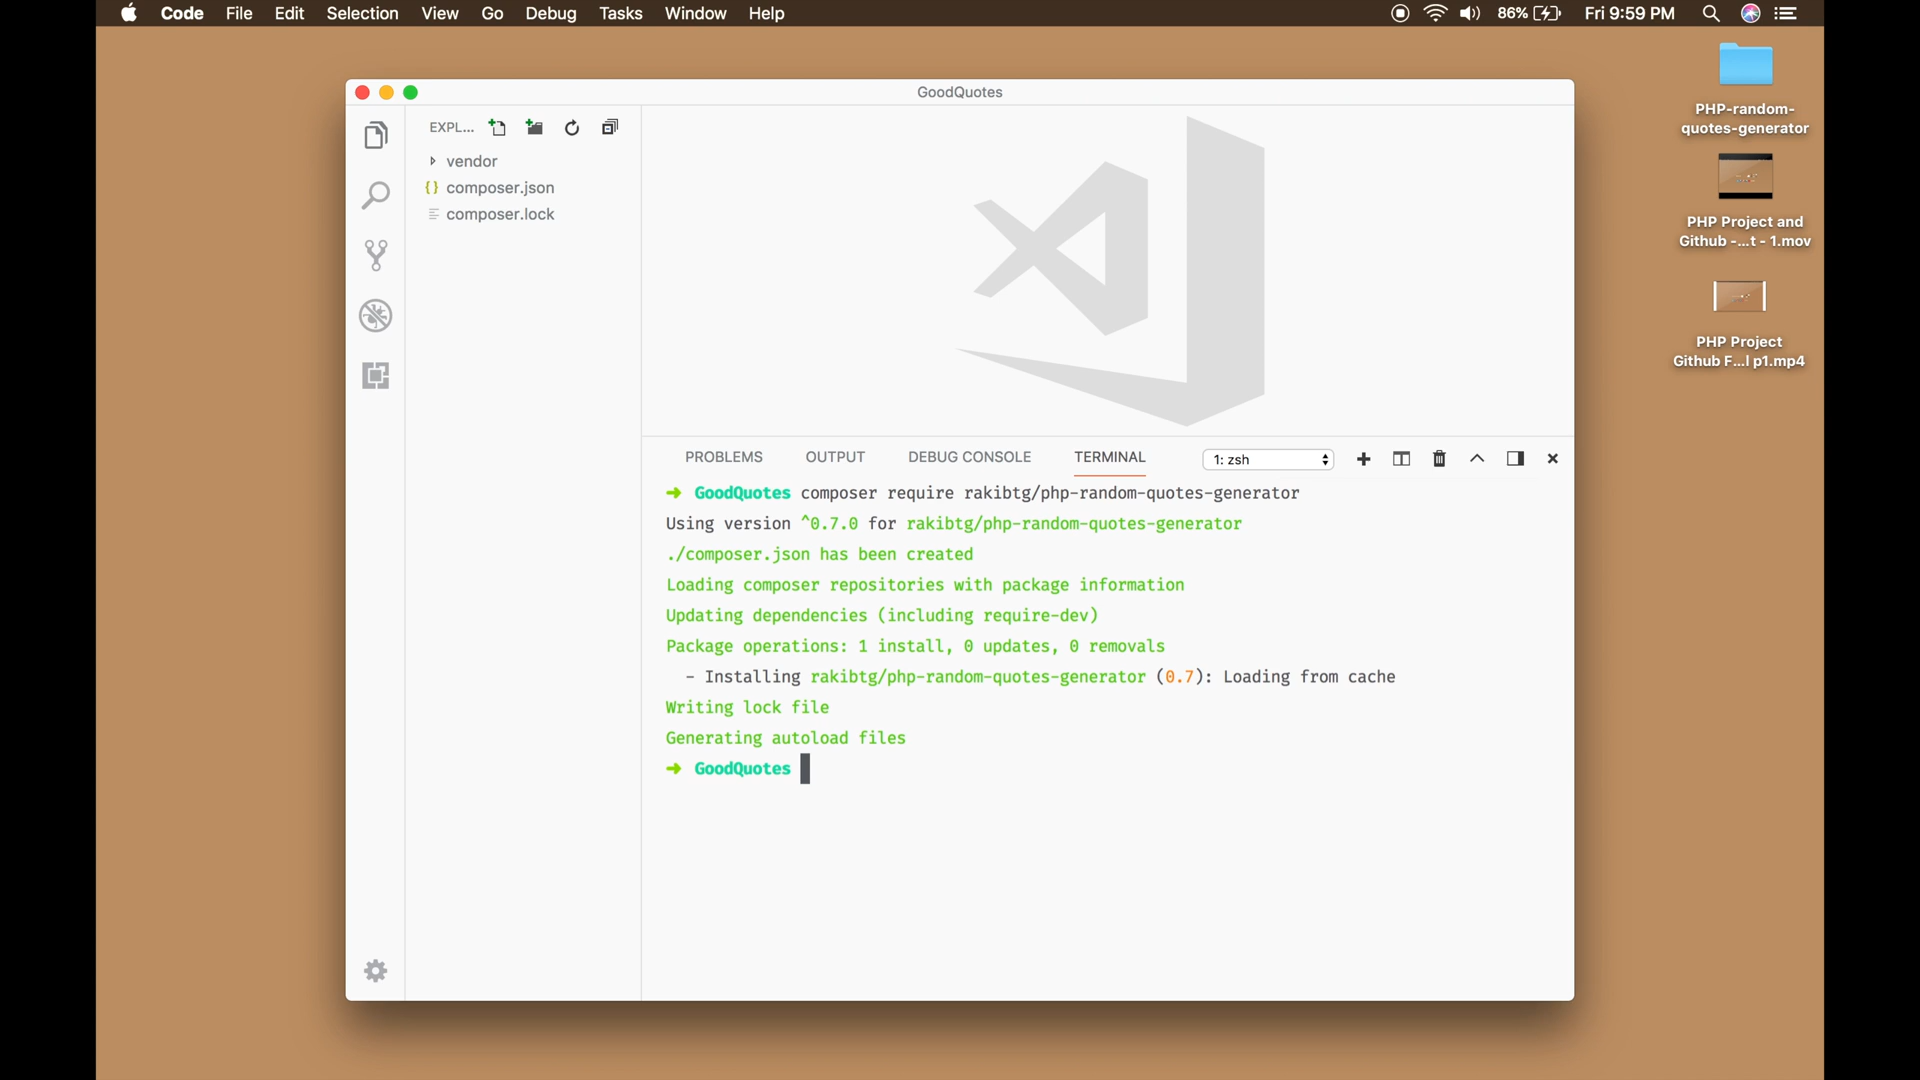 Code File Edit Selection View Go Debug Tasks Window Help 86% Fri 9:59 PM
GoodQuotes
EXPL...
vendor
{} composer.json
composer.lock
PROBLEMS OUTPUT DEBUG CONSOLE TERMINAL 1: zsh
➜ GoodQuotes composer require rakibtg/php-random-quotes-generator
Using version ^0.7.0 for rakibtg/php-random-quotes-generator
./composer.json has been created
Loading composer repositories with package information
Updating dependencies (including require-dev)
Package operations: 1 install, 0 updates, 0 removals
- Installing rakibtg/php-random-quotes-generator (0.7): Loading from cache
Writing lock file
Generating autoload files
➜ GoodQuotes
PHP-random-
quotes-generator
PHP Project and
Github -...t - 1.mov
PHP Project
Github F...l p1.mp4